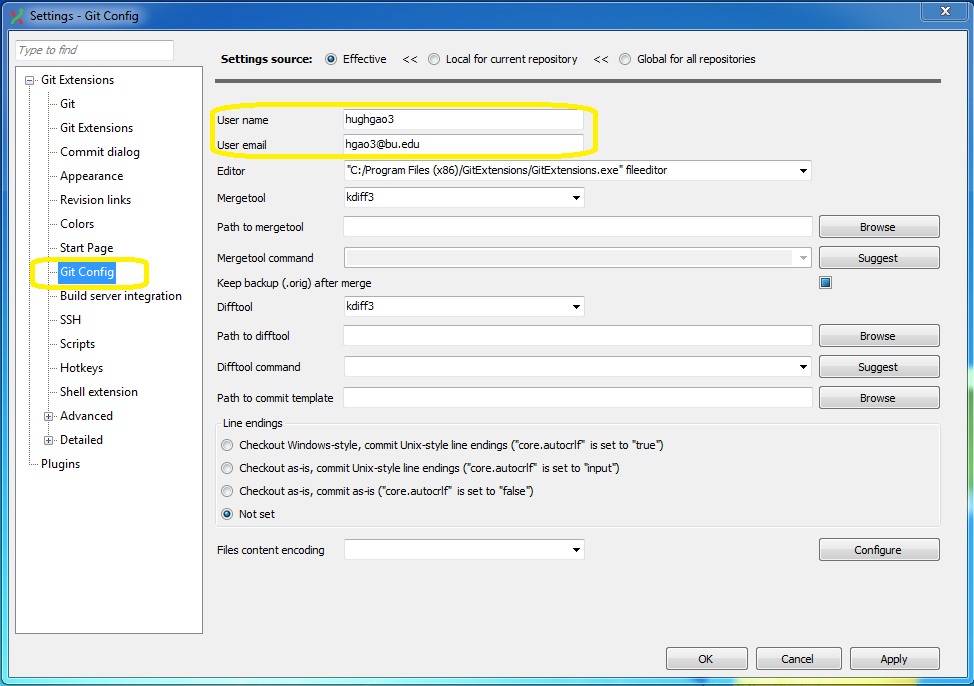 Settings - Git Config
Type to find
Settings source: Effective << Local for current repository << Global for all repositories
Git Extensions
Git
Git Extensions
Commit dialog
Appearance
Revision links
Colors
Start Page
Git Config
Build server integration
SSH
Scripts
Hotkeys
Shell extension
Advanced
Detailed
Plugins
User name hughgao3
User email hgao3@bu.edu
Editor "C:/Program Files (x86)/GitExtensions/GitExtensions.exe" fileeditor
Mergetool kdiff3
Path to mergetool Browse
Mergetool command Suggest
Keep backup (.orig) after merge
Difftool kdiff3
Path to difftool Browse
Difftool command Suggest
Path to commit template Browse
Line endings
Checkout Windows-style, commit Unix-style line endings ("core.autocrlf" is set to "true")
Checkout as-is, commit Unix-style line endings ("core.autocrlf" is set to "input")
Checkout as-is, commit as-is ("core.autocrlf" is set to "false")
Not set
Files content encoding Configure
OK Cancel Apply